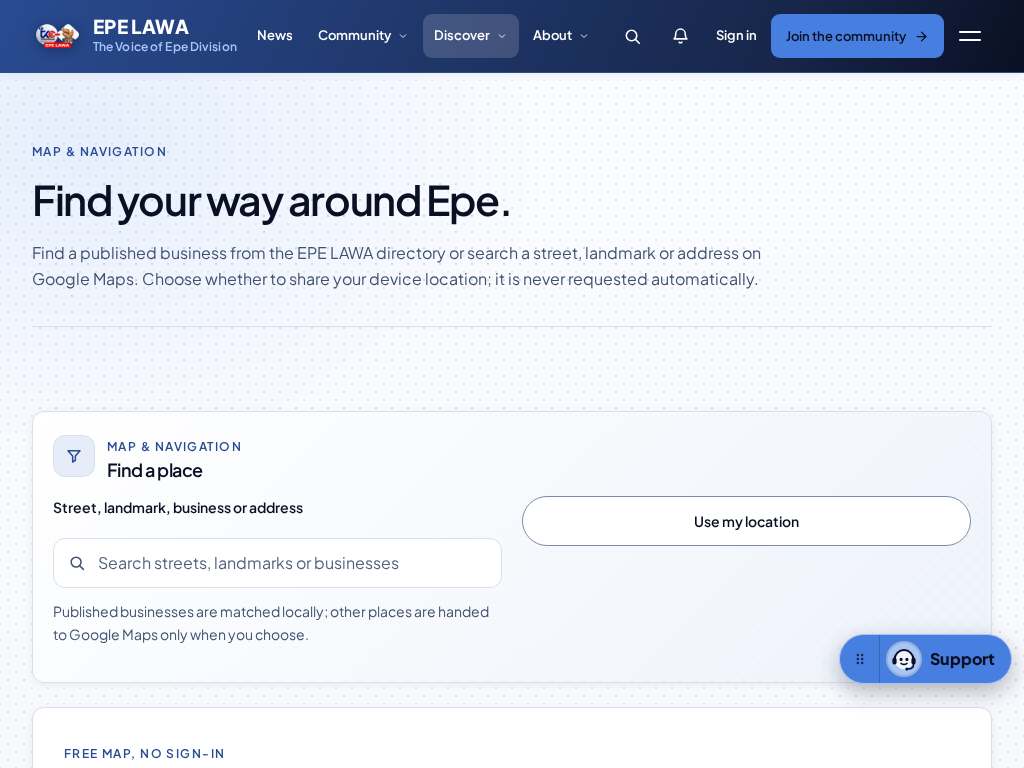 EPE LAWA
The Voice of Epe Division
News
Community
Discover
About
Sign in
Join the community
MAP & NAVIGATION
Find your way around Epe.
Find a published business from the EPE LAWA directory or search a street, landmark or address on
Google Maps. Choose whether to share your device location; it is never requested automatically.
MAP & NAVIGATION
Find a place
Street, landmark, business or address
Use my location
Search streets, landmarks or businesses
Published businesses are matched locally; other places are handed
to Google Maps only when you choose.
Support
FREE MAP, NO SIGN-IN